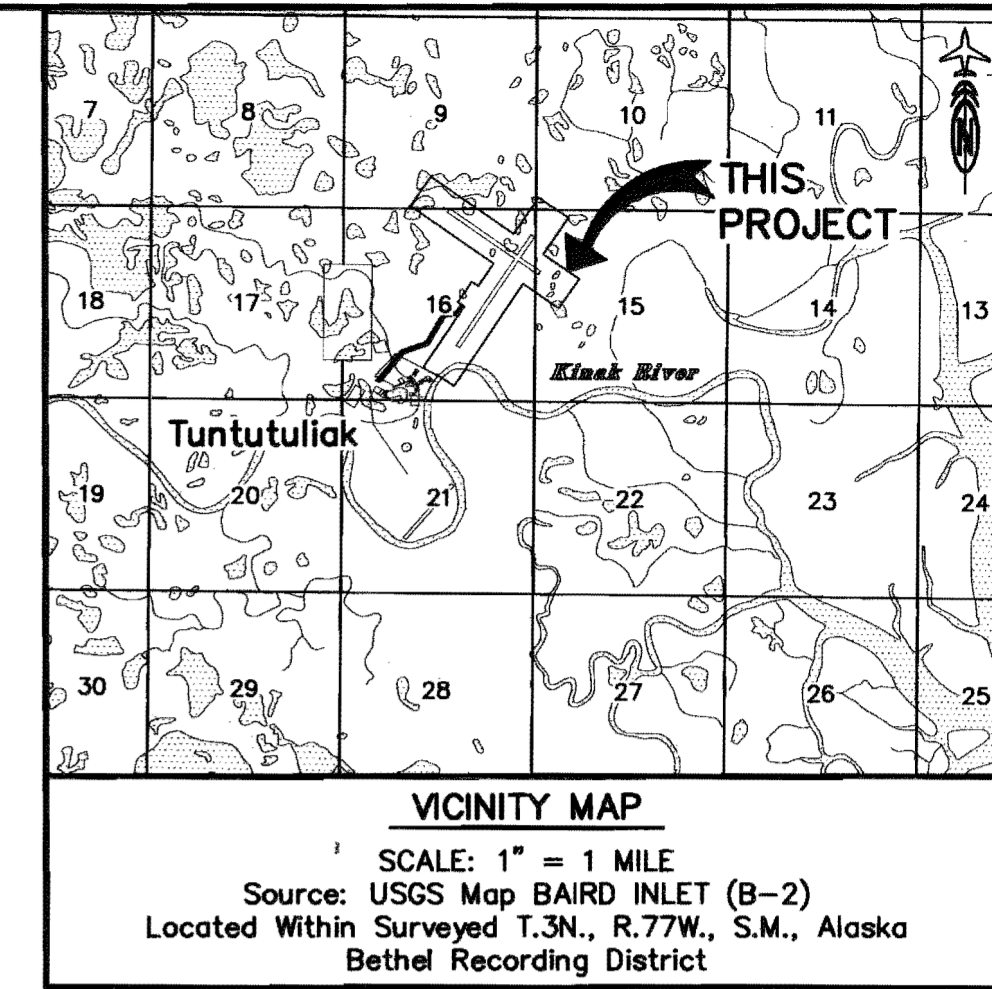 7 8 9 10 11
THIS
PROJECT
18 17 16 15 14 13
Kinak River
Tuntutuliak
19 20 21 22 23 24
30 29 28 27 26 25
N
VICINITY MAP
SCALE: 1" = 1 MILE
Source: USGS Map BAIRD INLET (B-2)
Located Within Surveyed T.3N., R.77W., S.M., Alaska
Bethel Recording District